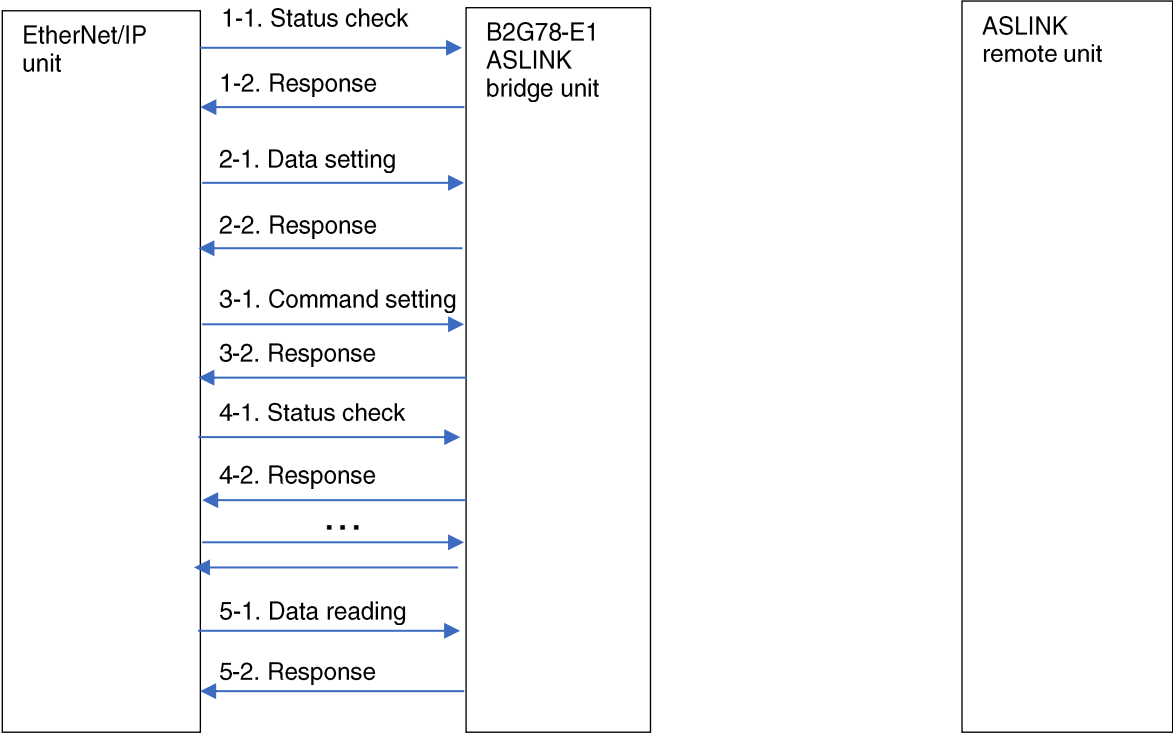 EtherNet/IP
unit
1-1. Status check
B2G78-E1
ASLINK
bridge unit
ASLINK
remote unit
1-2. Response
2-1. Data setting
2-2. Response
3-1. Command setting
3-2. Response
4-1. Status check
4-2. Response
...
5-1. Data reading
5-2. Response